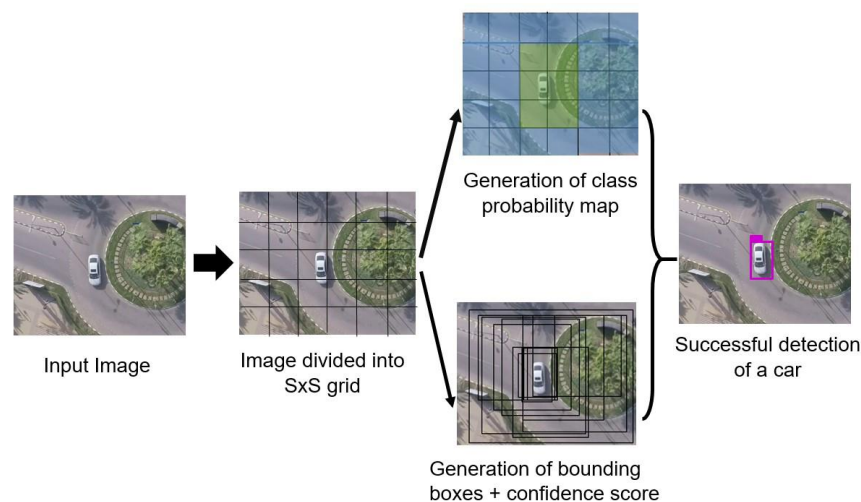 Input Image
Image divided into
SxS grid
Generation of class
probability map
Generation of bounding
boxes + confidence score
Successful detection
of a car